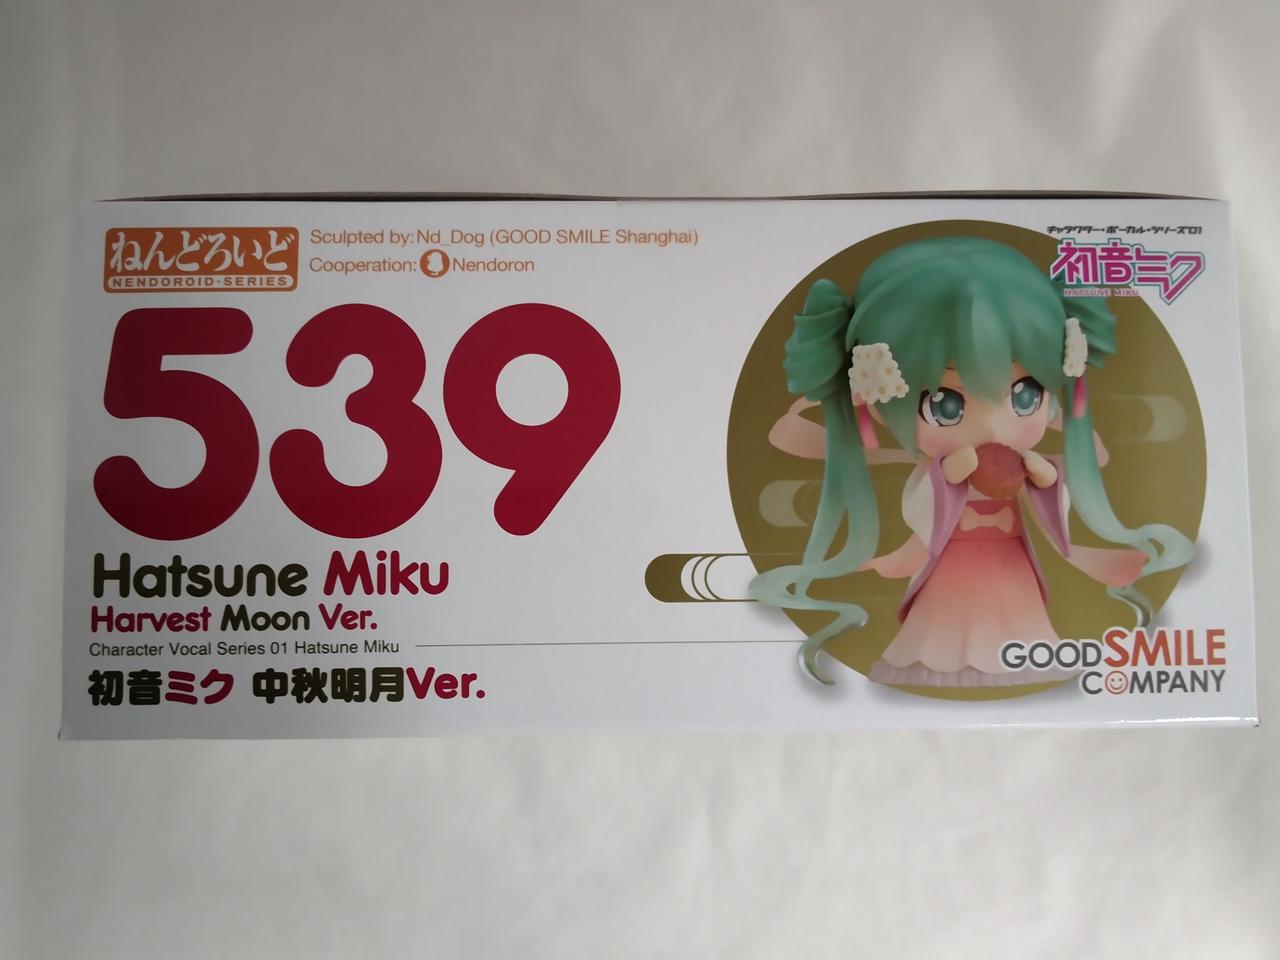 ねんどろいど
NENDOROID-SERIES
Sculpted by: Nd_Dog (GOOD SMILE Shanghai)
Cooperation: Nendoron
539
Hatsune Miku
Harvest Moon Ver.
Character Vocal Series 01 Hatsune Miku
初音ミク 中秋明月Ver.
キャラクター・ボーカル・シリーズ01
初音ミク
HATSUNE MIKU
GOOD SMILE
COMPANY